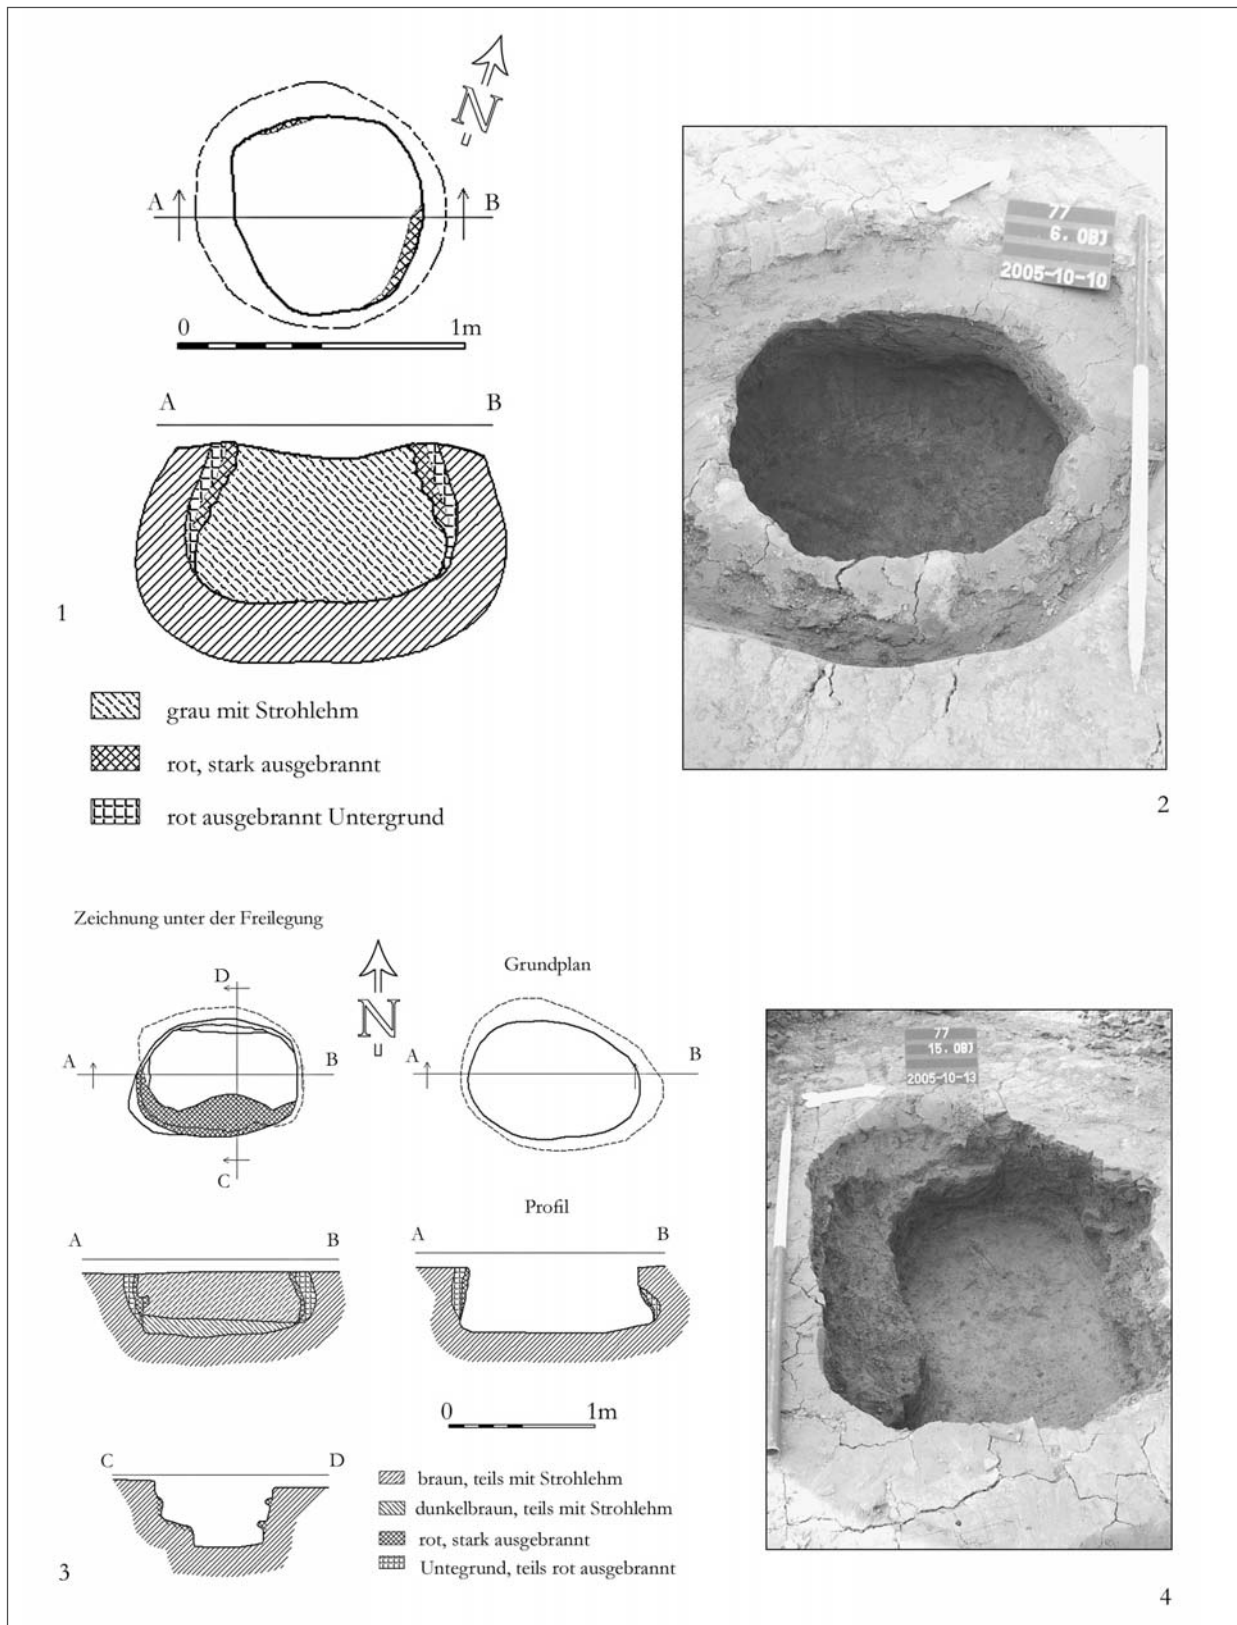 N
A
B
0 1m
A
B
1
grau mit Strohlehm
rot, stark ausgebrannt
rot ausgebrannt Untergrund
77
6. OBJ
2005-10-10
2
Zeichnung unter der Freilegung
D
A
B
C
N
Grundplan
A
B
A
B
Profil
A
B
0 1m
C
D
braun, teils mit Strohlehm
dunkelbraun, teils mit Strohlehm
rot, stark ausgebrannt
Untegrund, teils rot ausgebrannt
3
77
15. OBJ
2005-10-13
4